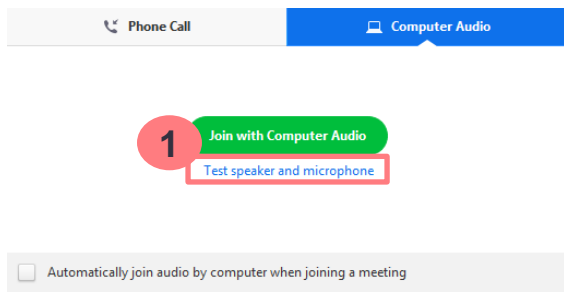 Phone Call
Computer Audio
Join with Computer Audio
1
Test speaker and microphone
Automatically join audio by computer when joining a meeting